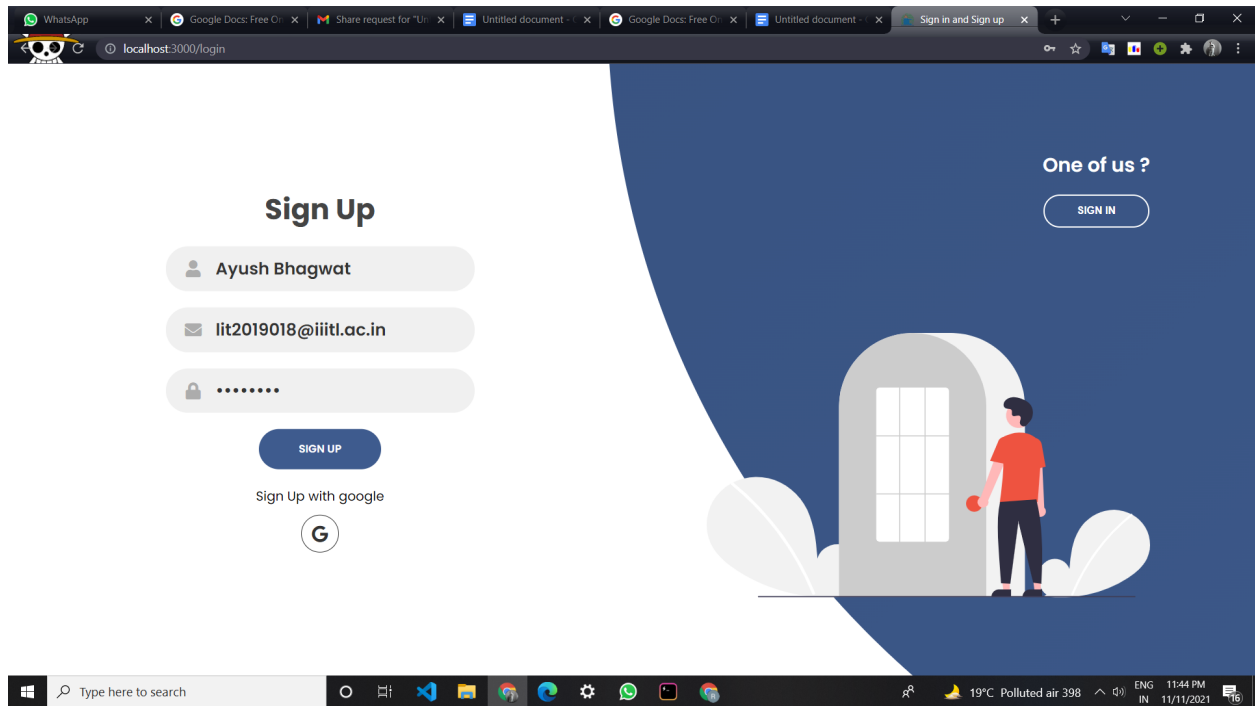 WhatsApp
Google Docs: Free On
Share request for "Un
Untitled document - G
Google Docs: Free On
Untitled document - G
Sign in and Sign up
localhost:3000/login
One of us ?
SIGN IN
Sign Up
Ayush Bhagwat
lit2019018@iiitl.ac.in
••••••••
SIGN UP
Sign Up with google
G
Type here to search
19°C Polluted air 398
ENG
IN
11:44 PM
11/11/2021
16